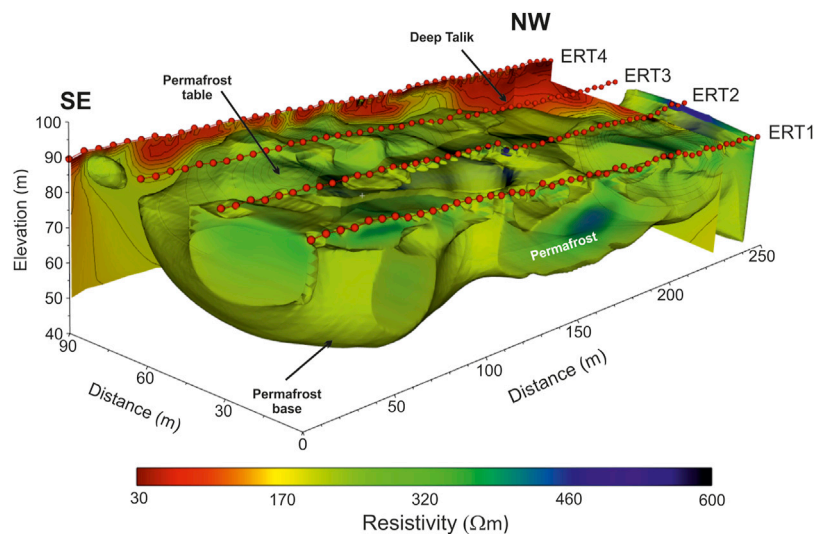 NW
Deep Talik
ERT4
ERT3
ERT2
ERT1
SE
Permafrost
table
100
90
80
70
60
50
40
Elevation (m)
Permafrost
250
200
150
100
50
0
Distance (m)
90
60
30
Distance (m)
Permafrost
base
30
170
320
460
600
Resistivity (Ωm)